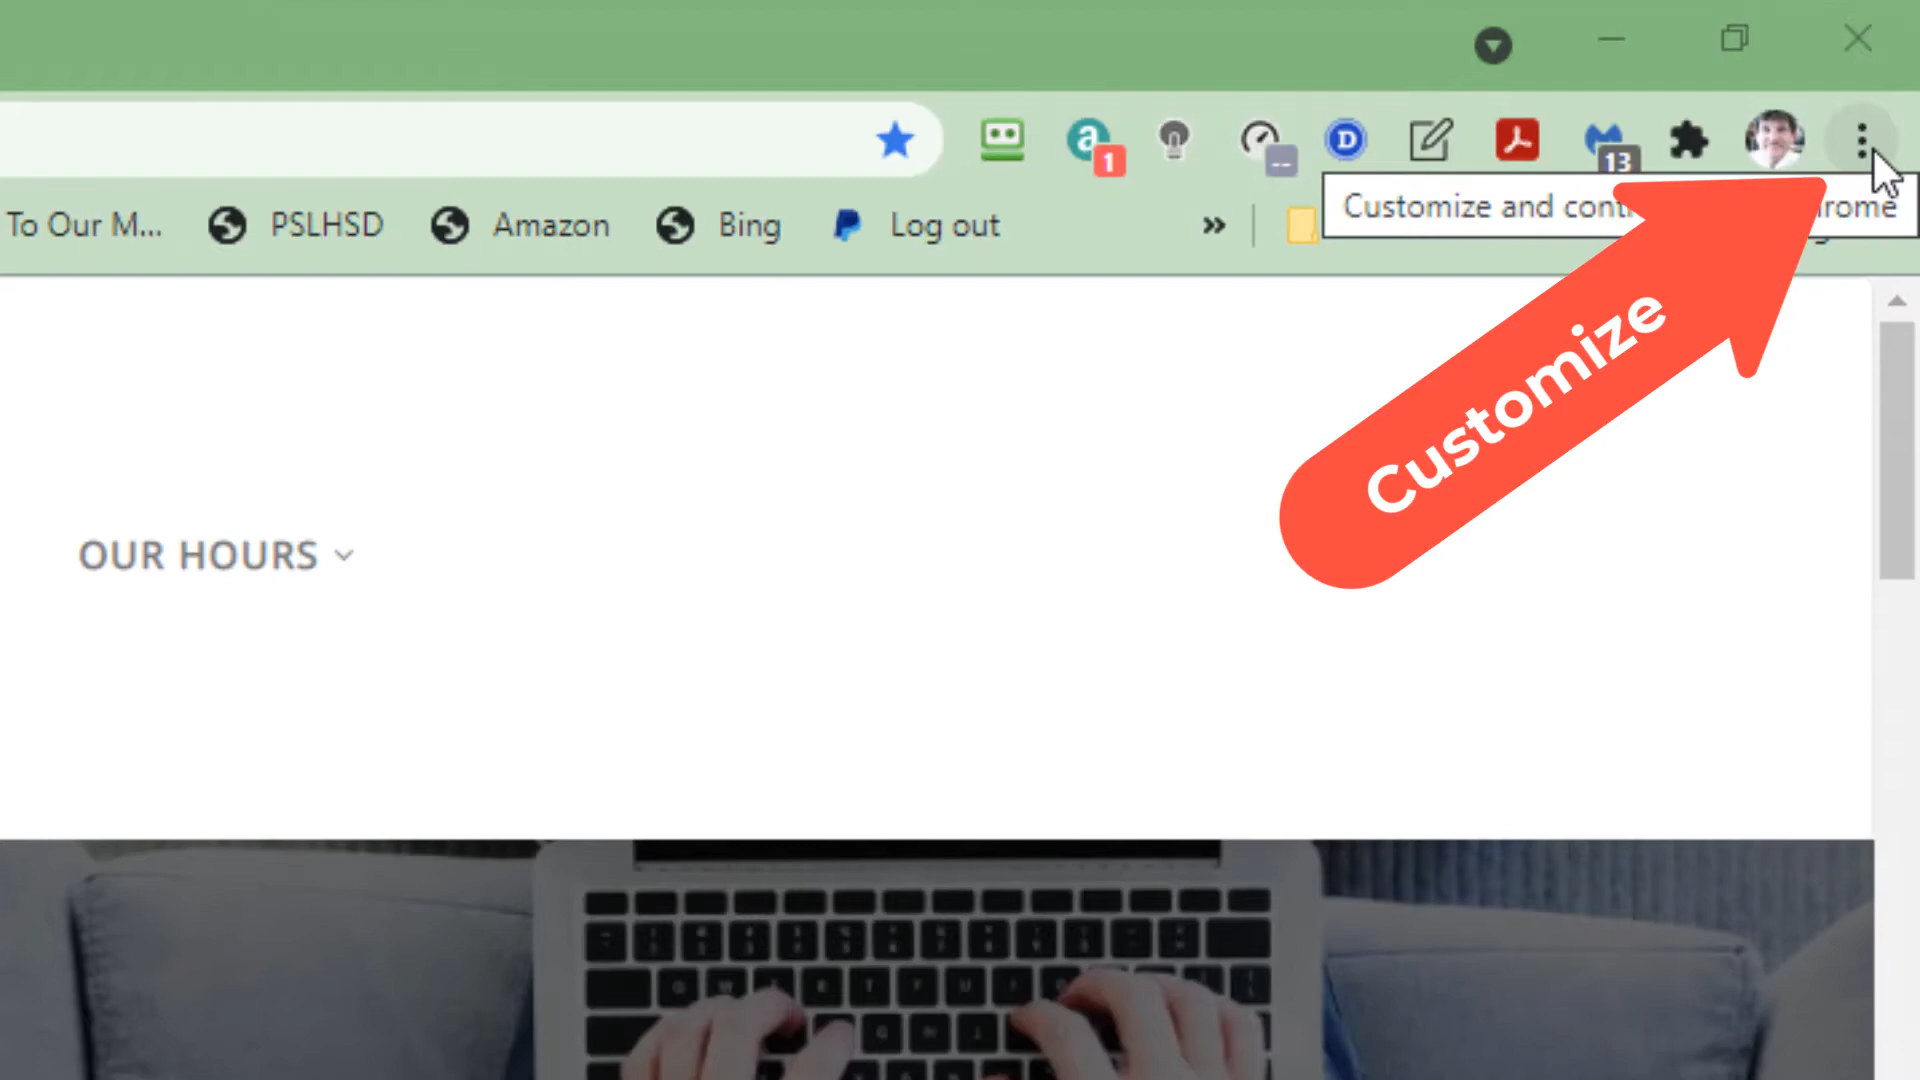 a
1
--
D
13
To Our M...
PSLHSD
Amazon
Bing
Log out
»
Customize and cont
rome
Customize
OUR HOURS